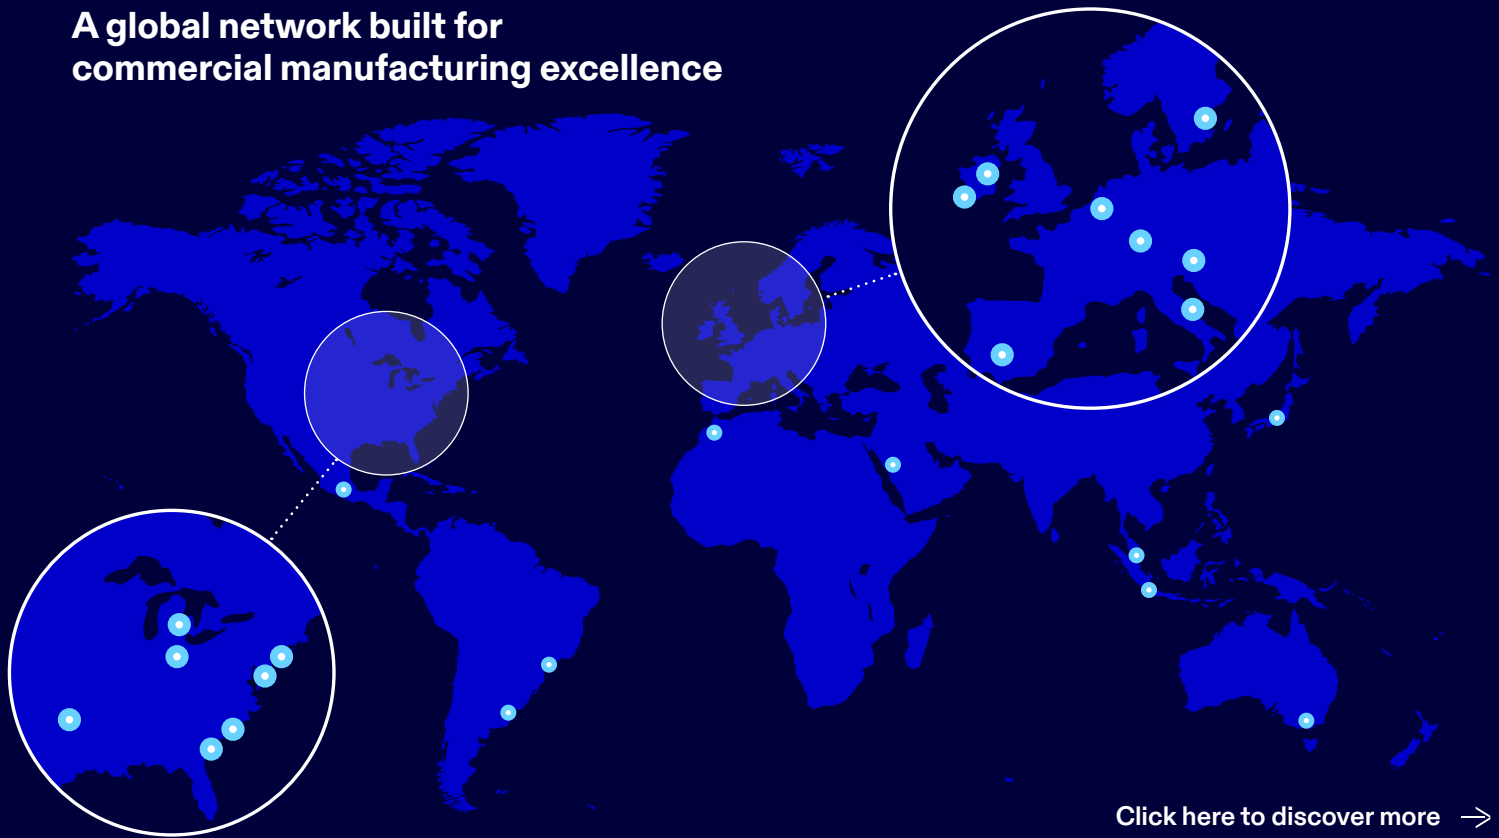 A global network built for
commercial manufacturing excellence
Click here to discover more